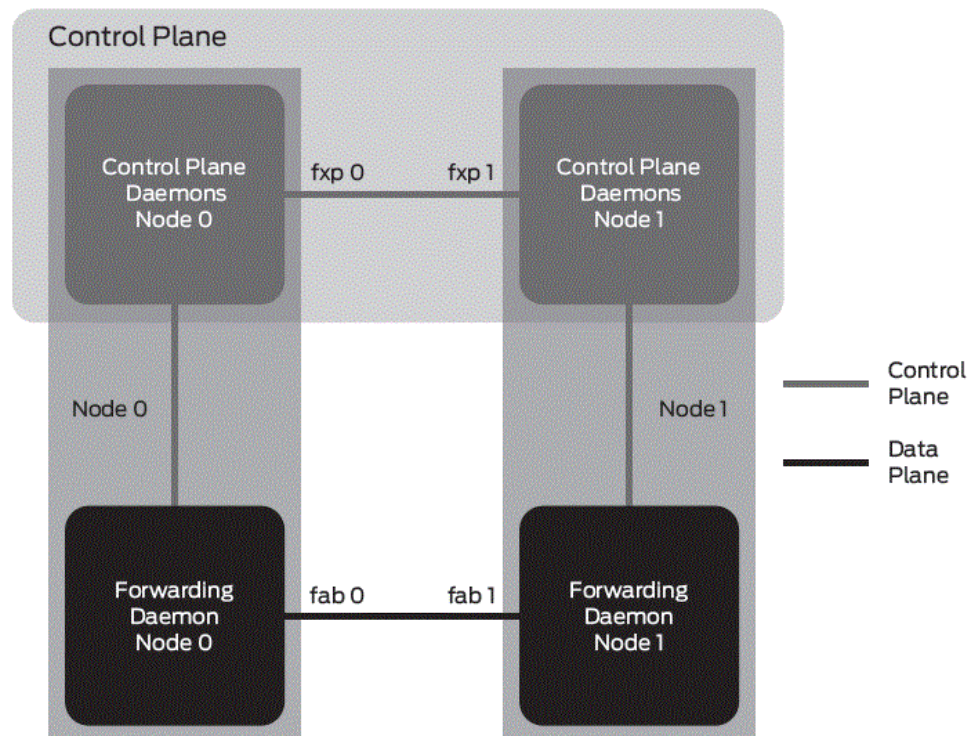 Control Plane
Control Plane
Daemons
Node 0
fxp 0
fxp 1
Control Plane
Daemons
Node 1
Node 0
Node 1
Control
Plane
Data
Plane
Forwarding
Daemon
Node 0
fab 0
fab 1
Forwarding
Daemon
Node 1